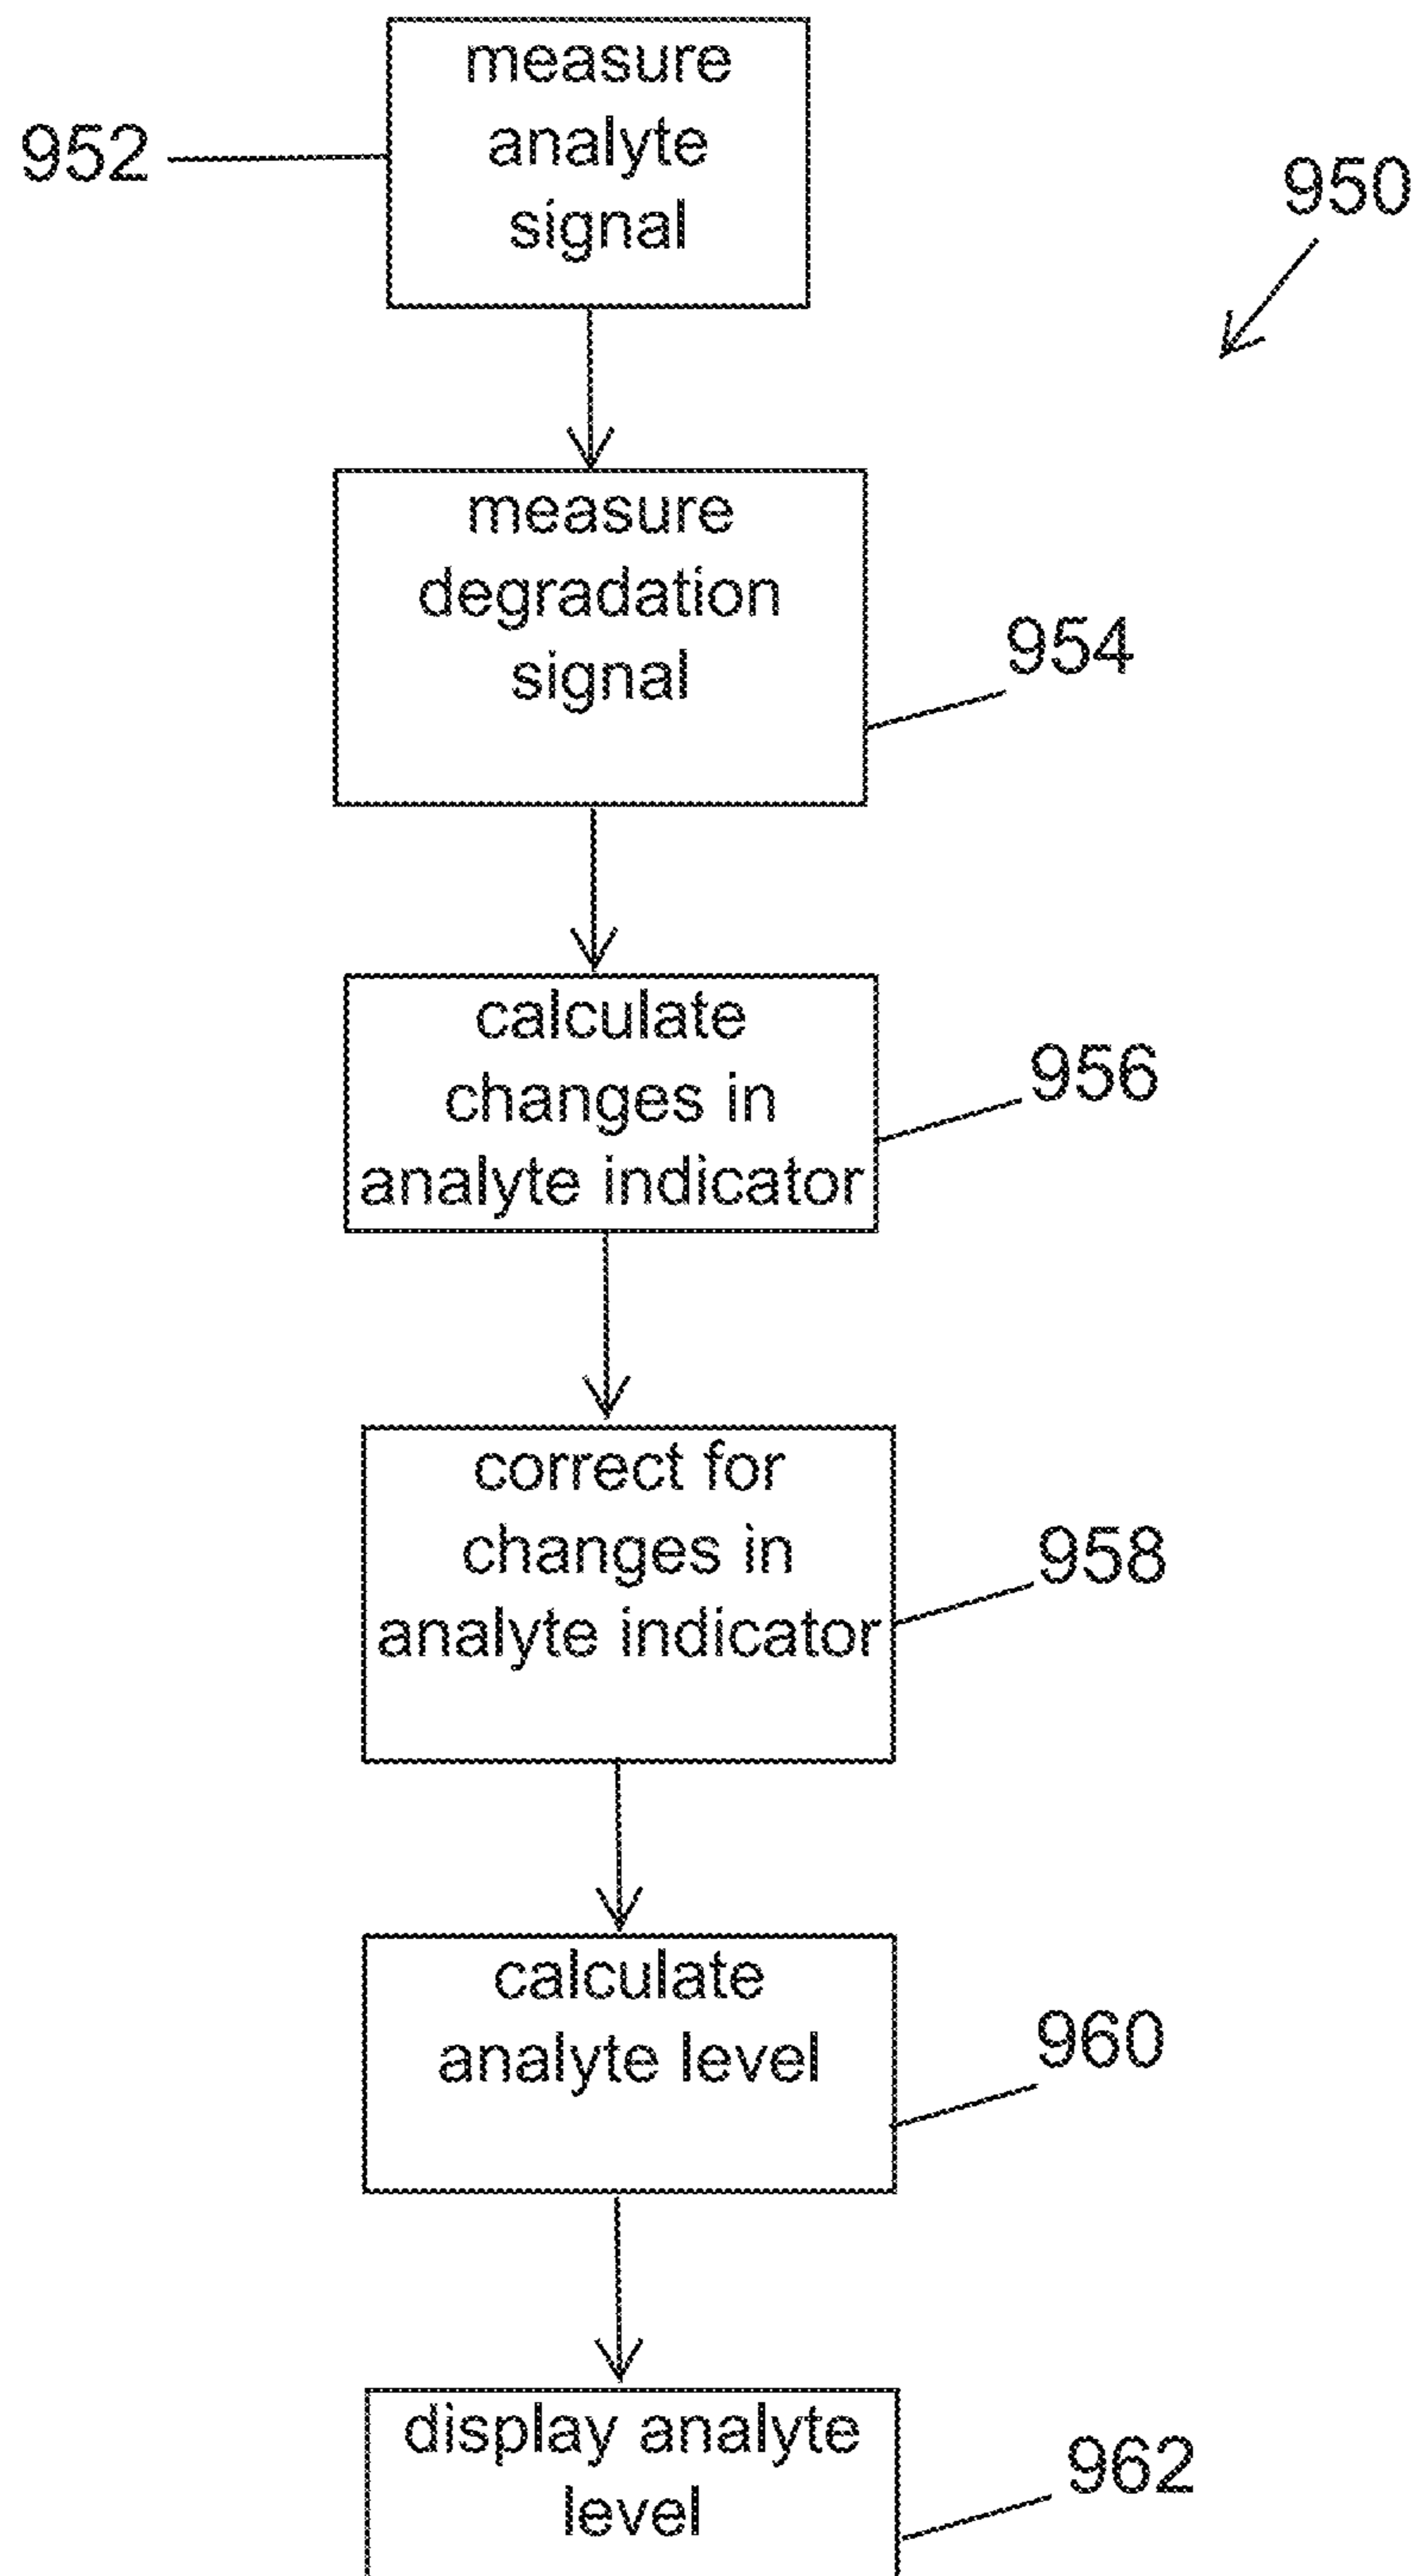 measure
analyte
signal
952
950
measure
degradation
signal
954
calculate
changes in
analyte indicator
956
correct for
changes in
analyte indicator
958
calculate
analyte level
960
display analyte
level
962